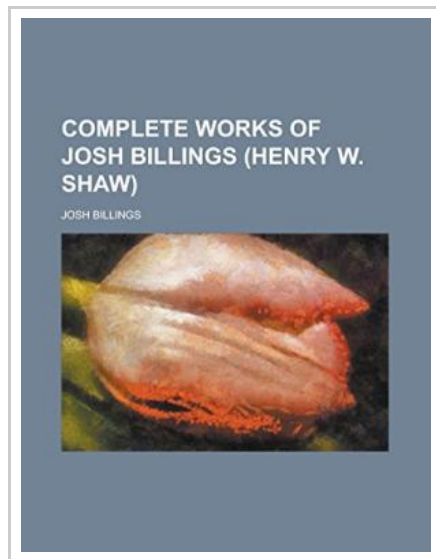 COMPLETE WORKS OF
JOSH BILLINGS (HENRY W.
SHAW)
JOSH BILLINGS